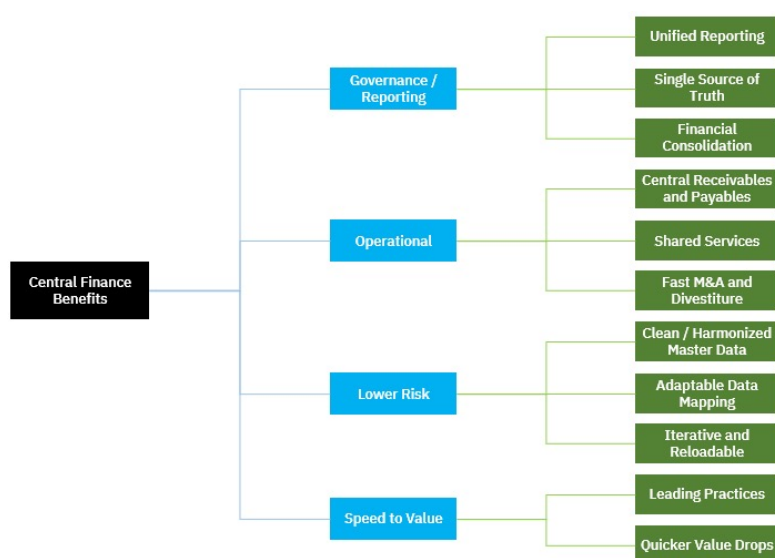 Central Finance
Benefits
Governance /
Reporting
Unified Reporting
Single Source of
Truth
Financial
Consolidation
Operational
Central Receivables
and Payables
Shared Services
Fast M&A and
Divestiture
Lower Risk
Clean / Harmonized
Master Data
Adaptable Data
Mapping
Iterative and
Reloadable
Speed to Value
Leading Practices
Quicker Value Drops